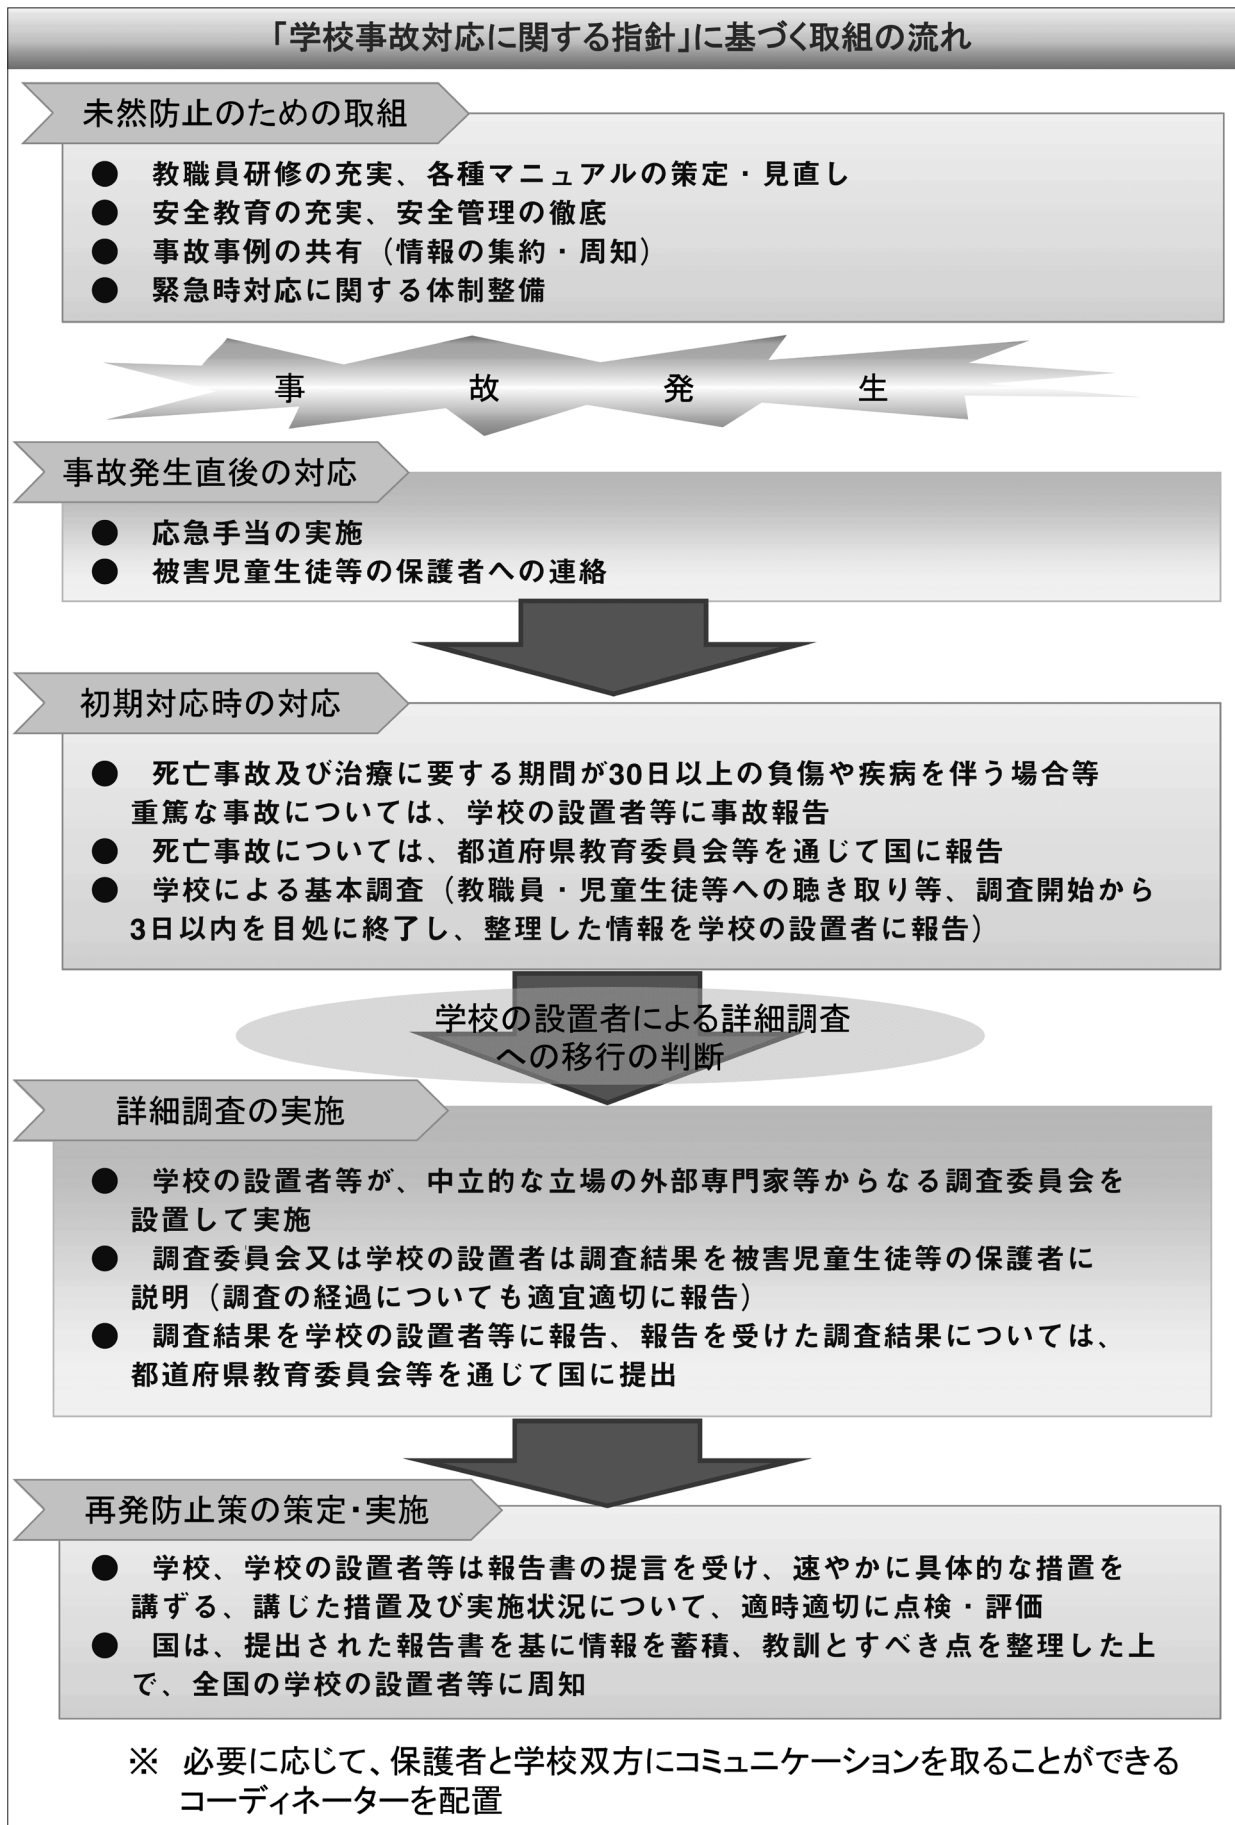 「学校事故対応に関する指針」に基づく取組の流れ
未然防止のための取組
● 教職員研修の充実、各種マニュアルの策定・見直し
● 安全教育の充実、安全管理の徹底
● 事故事例の共有（情報の集約・周知）
● 緊急時対応に関する体制整備
事 故 発 生
事故発生直後の対応
● 応急手当の実施
● 被害児童生徒等の保護者への連絡
初期対応時の対応
● 死亡事故及び治療に要する期間が30日以上の負傷や疾病を伴う場合等
重篤な事故については、学校の設置者等に事故報告
● 死亡事故については、都道府県教育委員会等を通じて国に報告
● 学校による基本調査（教職員・児童生徒等への聴き取り等、調査開始から
3日以内を目処に終了し、整理した情報を学校の設置者に報告）
学校の設置者による詳細調査
への移行の判断
詳細調査の実施
● 学校の設置者等が、中立的な立場の外部専門家等からなる調査委員会を
設置して実施
● 調査委員会又は学校の設置者は調査結果を被害児童生徒等の保護者に
説明（調査の経過についても適宜適切に報告）
● 調査結果を学校の設置者等に報告、報告を受けた調査結果については、
都道府県教育委員会等を通じて国に提出
再発防止策の策定・実施
● 学校、学校の設置者等は報告書の提言を受け、速やかに具体的な措置を
講ずる、講じた措置及び実施状況について、適時適切に点検・評価
● 国は、提出された報告書を基に情報を蓄積、教訓とすべき点を整理した上
で、全国の学校の設置者等に周知
※ 必要に応じて、保護者と学校双方にコミュニケーションを取ることができる
コーディネーターを配置